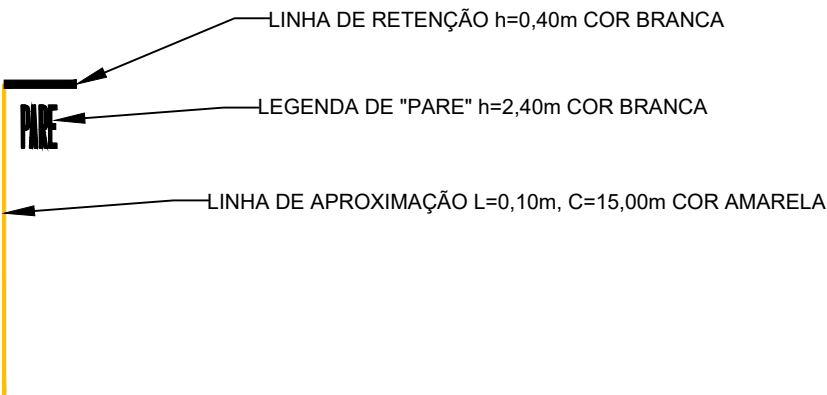 LINHA DE RETENÇÃO h=0,40m COR BRANCA
PARE
LEGENDA DE "PARE" h=2,40m COR BRANCA
LINHA DE APROXIMAÇÃO L=0,10m, C=15,00m COR AMARELA